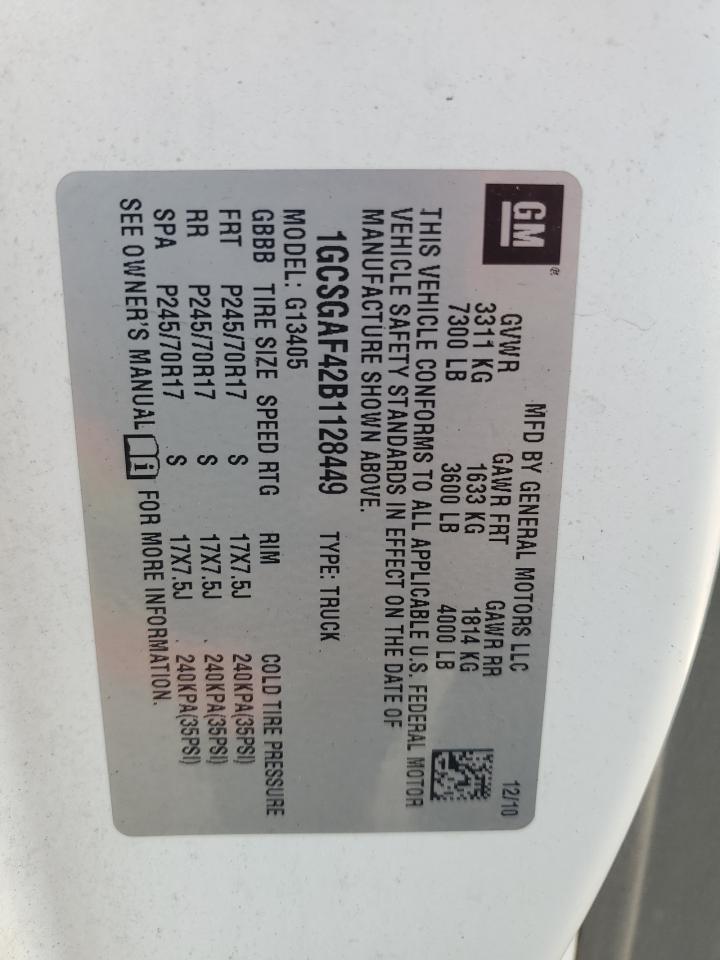 GM®
MFD BY GENERAL MOTORS LLC 12/10
GVWR GAWR FRT GAWR RR
3311 KG 1633 KG 1814 KG
7300 LB 3600 LB 4000 LB
THIS VEHICLE CONFORMS TO ALL APPLICABLE U.S. FEDERAL MOTOR
VEHICLE SAFETY STANDARDS IN EFFECT ON THE DATE OF
MANUFACTURE SHOWN ABOVE.
1GCSGAF42B1128449 TYPE: TRUCK
MODEL: G13405
GBBB TIRE SIZE SPEED RTG RIM COLD TIRE PRESSURE
FRT P245/70R17 S 17X7.5J 240KPA(35PSI)
RR P245/70R17 S 17X7.5J 240KPA(35PSI)
SPA P245/70R17 S 17X7.5J 240KPA(35PSI)
SEE OWNER'S MANUAL i FOR MORE INFORMATION.